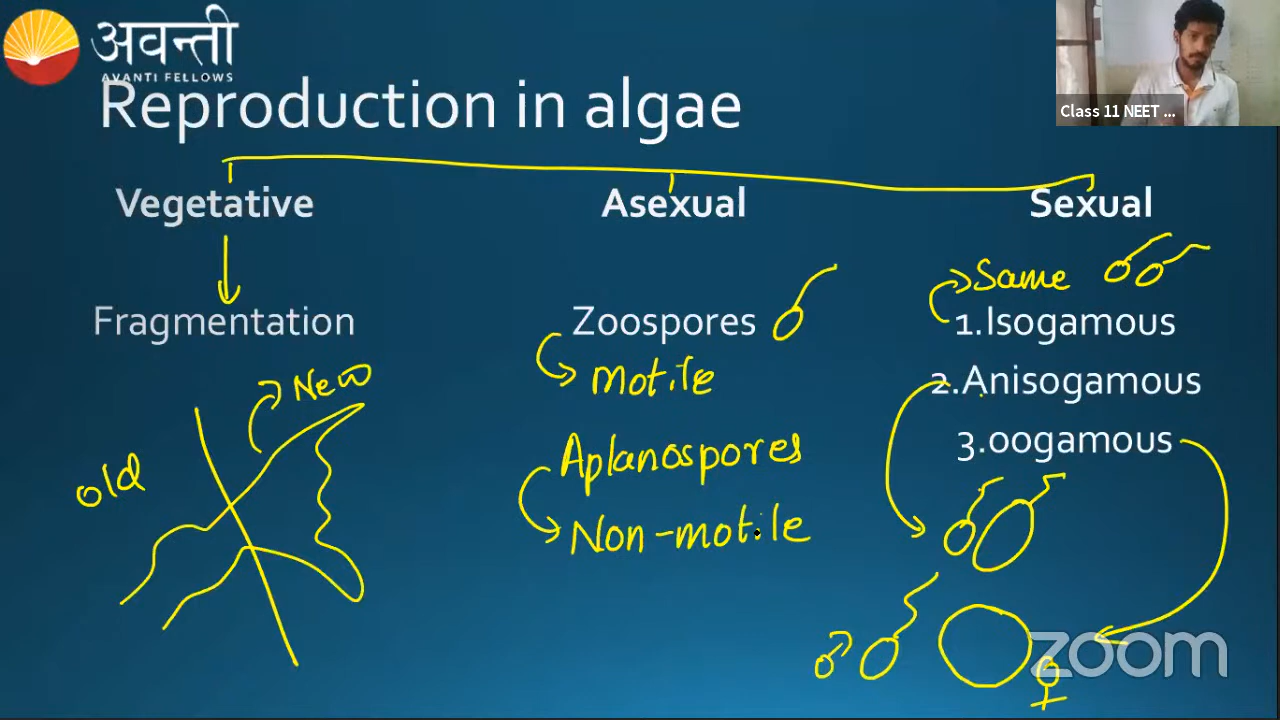 अवन्ती
AVANTI FELLOWS
Reproduction in algae
Class 11 NEET ...
Vegetative
Asexual
Sexual
Same
Fragmentation
Zoospores
1.Isogamous
New
motile
2.Anisogamous
old
Aplanospores
3.oogamous
Non-motile
zoom